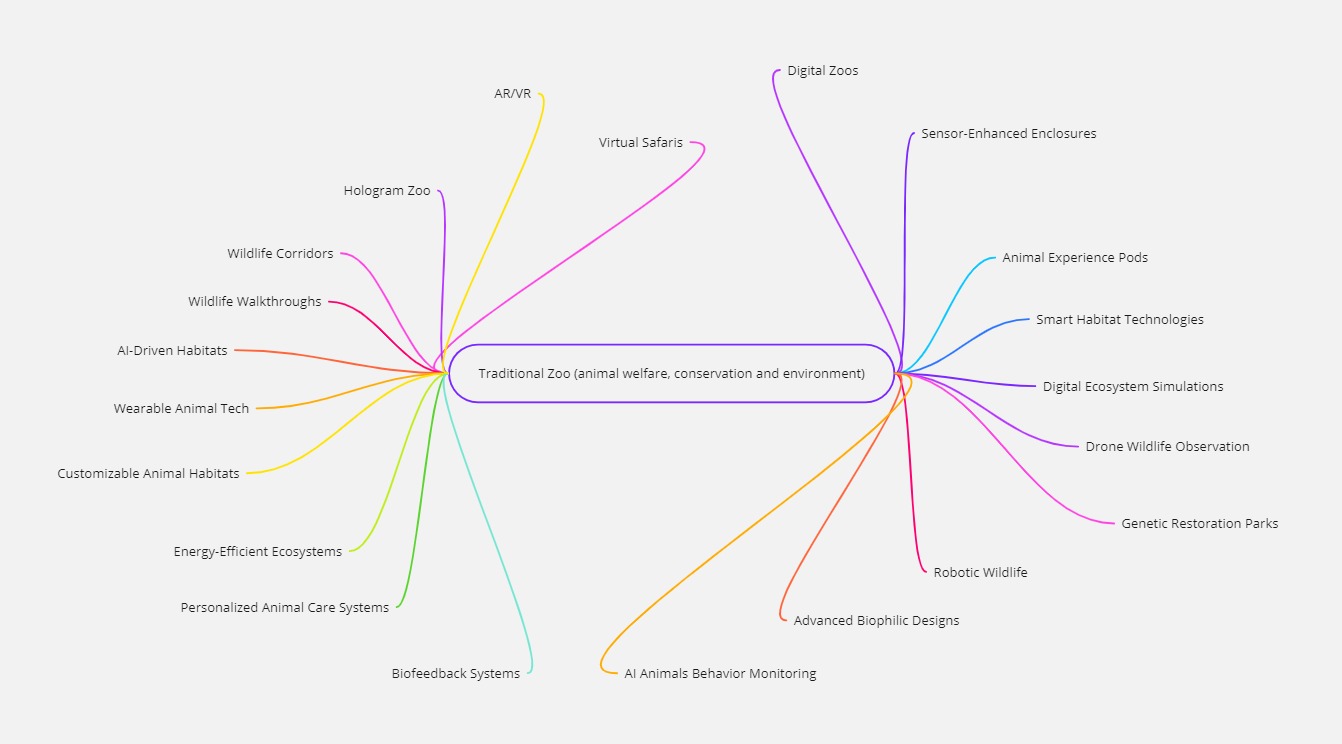 Digital Zoos
AR/VR
Sensor-Enhanced Enclosures
Virtual Safaris
Hologram Zoo
Wildlife Corridors
Animal Experience Pods
Wildlife Walkthroughs
Smart Habitat Technologies
AI-Driven Habitats
Traditional Zoo (animal welfare, conservation and environment)
Digital Ecosystem Simulations
Wearable Animal Tech
Drone Wildlife Observation
Customizable Animal Habitats
Genetic Restoration Parks
Energy-Efficient Ecosystems
Robotic Wildlife
Personalized Animal Care Systems
Advanced Biophilic Designs
Biofeedback Systems
AI Animals Behavior Monitoring